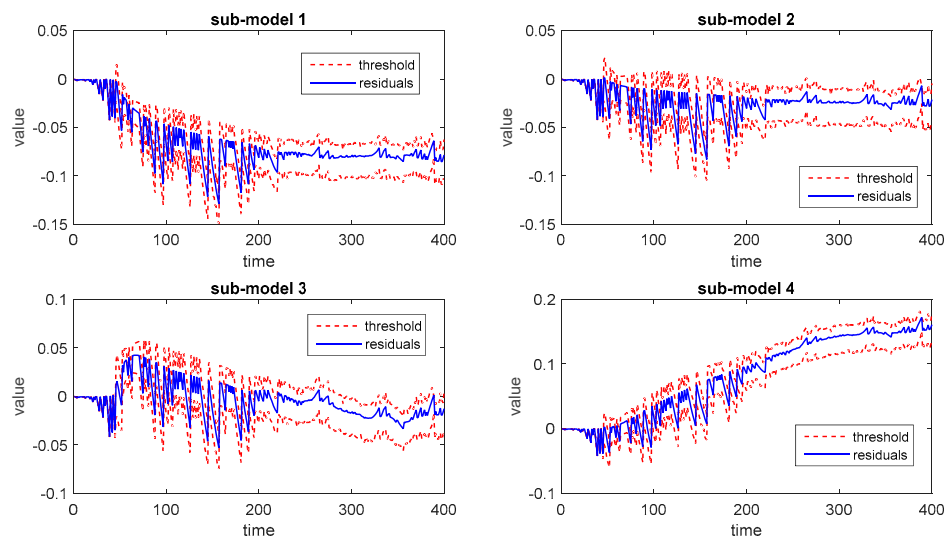 sub-model 1
0.05
0
-0.05
-0.1
-0.15
value
threshold
residuals
0
100
200
300
400
time
sub-model 2
0.05
0
-0.05
-0.1
-0.15
value
threshold
residuals
0
100
200
300
400
time
sub-model 3
0.1
0.05
0
-0.05
-0.1
value
threshold
residuals
0
100
200
300
400
time
sub-model 4
0.2
0.1
0
-0.1
value
threshold
residuals
0
100
200
300
400
time